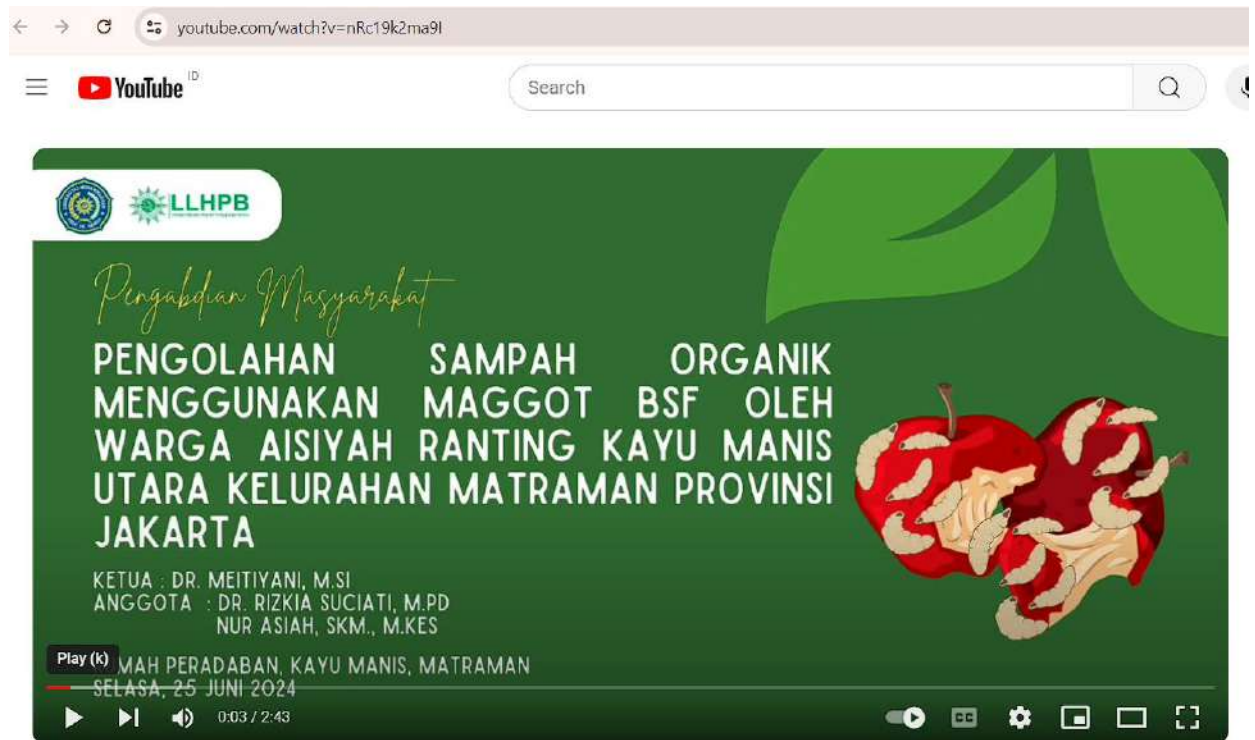 youtube.com/watch?v=nRc19k2ma9I
YouTube ID
Search
LLHPB
Pengabdian Masyarakat
PENGOLAHAN SAMPAH ORGANIK
MENGGUNAKAN MAGGOT BSF OLEH
WARGA AISIYAH RANTING KAYU MANIS
UTARA KELURAHAN MATRAMAN PROVINSI
JAKARTA
KETUA : DR. MEITIYANI, M.SI
ANGGOTA : DR. RIZKIA SUCIATI, M.PD
NUR ASIAH, SKM., M.KES
Play (k)
MAH PERADABAN, KAYU MANIS, MATRAMAN
SELASA, 25 JUNI 2024
0:03 / 2:43
CC